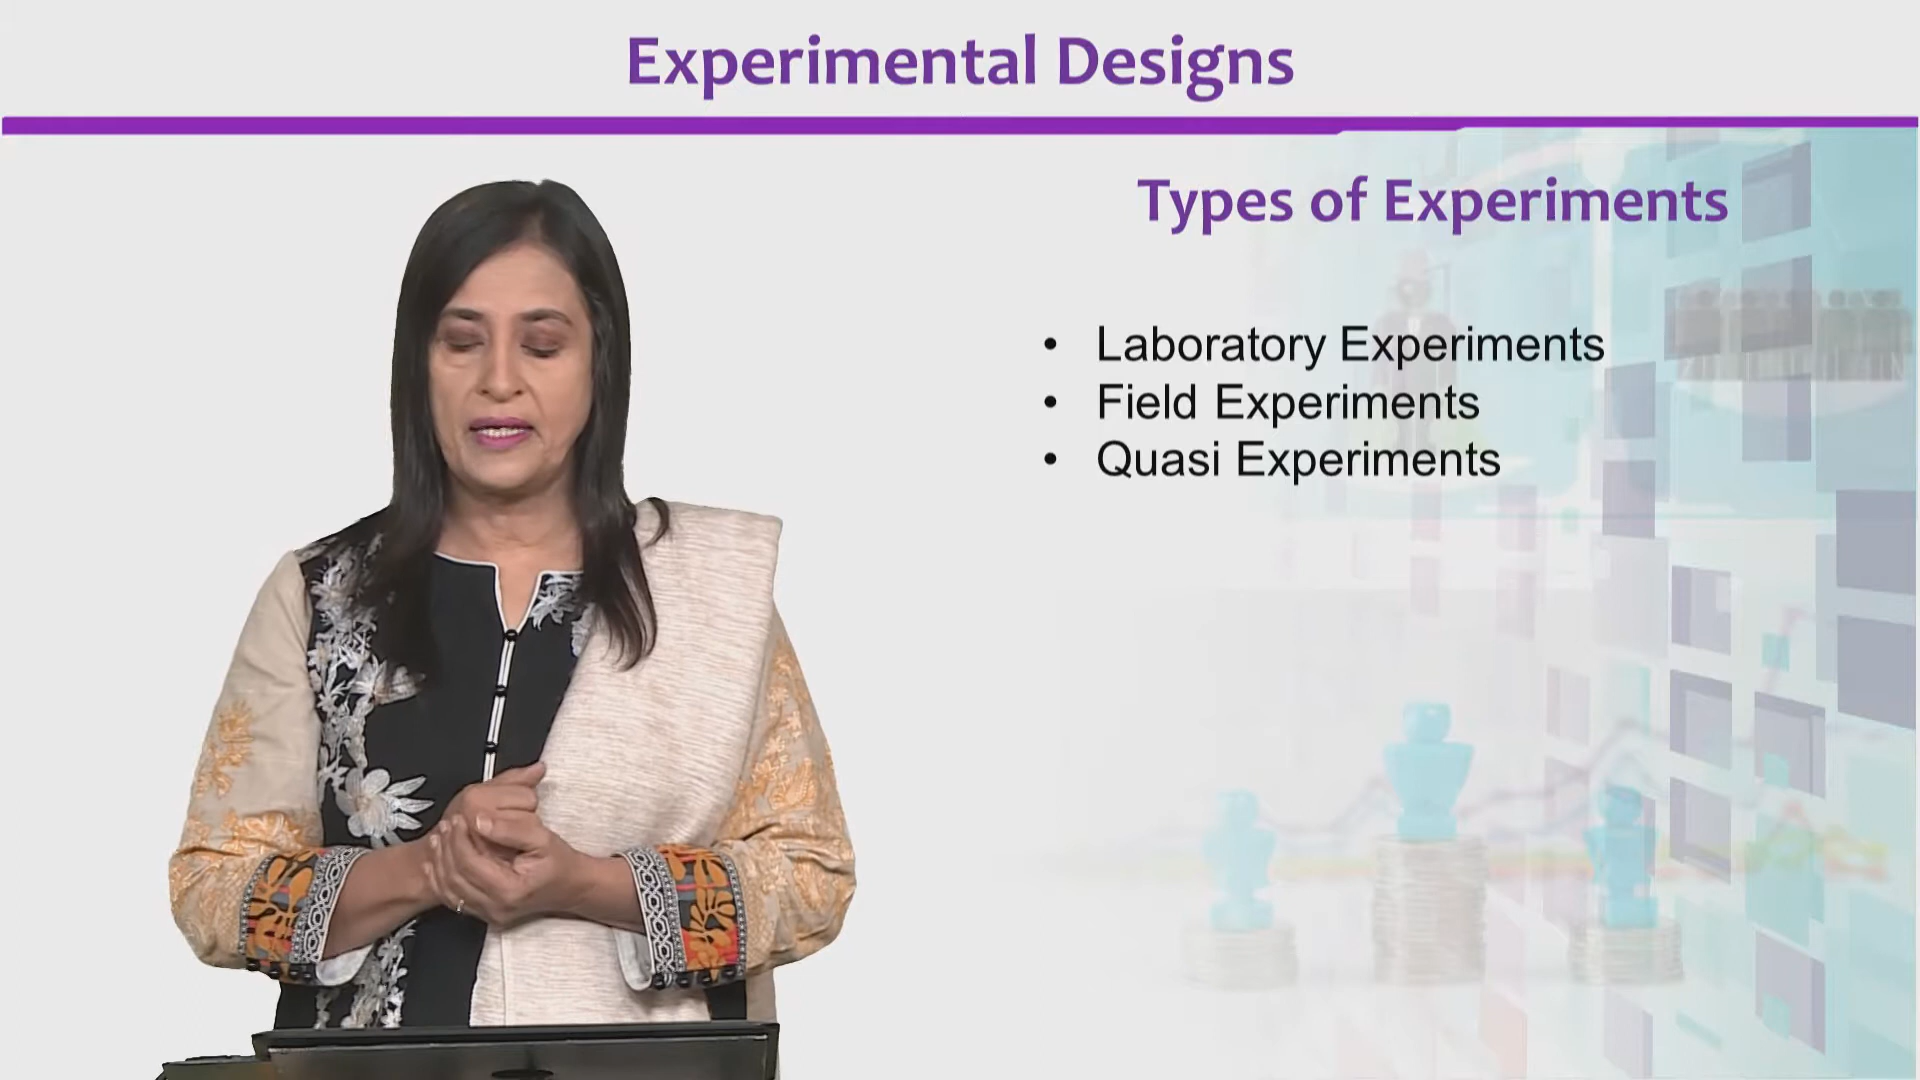 Experimental Designs
Types of Experiments
• Laboratory Experiments
• Field Experiments
• Quasi Experiments